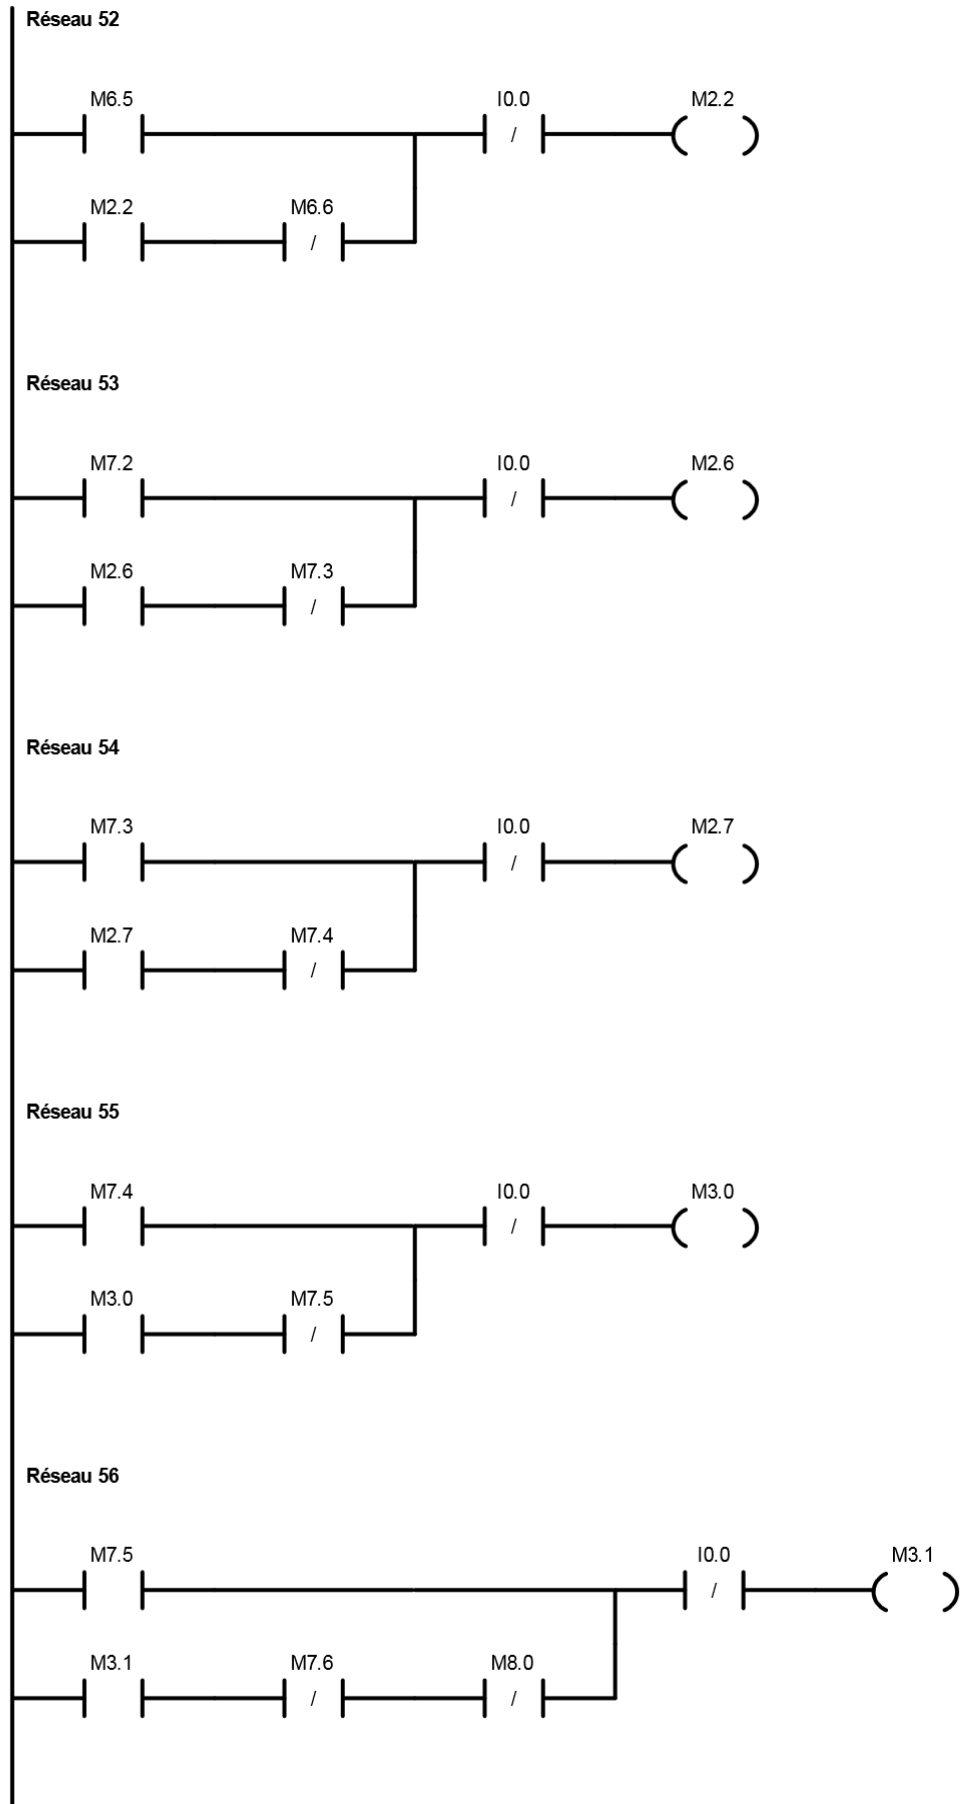 Réseau 52
M6.5 I0.0 M2.2
/
M2.2 M6.6
/
Réseau 53
M7.2 I0.0 M2.6
/
M2.6 M7.3
/
Réseau 54
M7.3 I0.0 M2.7
/
M2.7 M7.4
/
Réseau 55
M7.4 I0.0 M3.0
/
M3.0 M7.5
/
Réseau 56
M7.5 I0.0 M3.1
/
M3.1 M7.6 M8.0
/ /